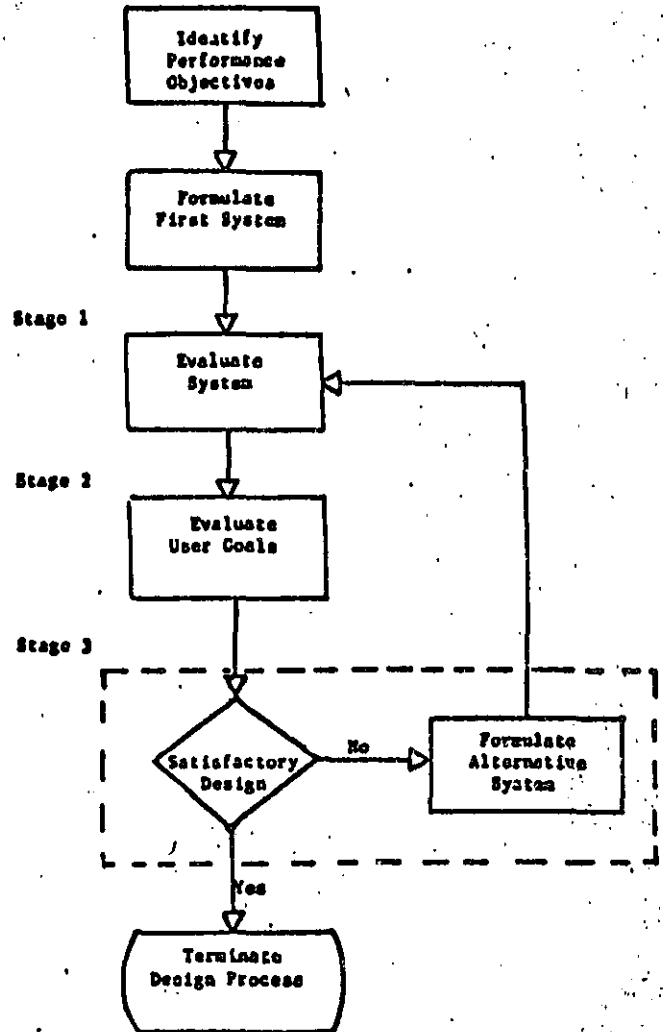 Identify
Performance
Objectives
Formulate
First System
Stage 1
Evaluate
System
Stage 2
Evaluate
User Goals
Stage 3
Satisfactory
Design
No
Formulate
Alternative
System
Yes
Terminate
Design Process